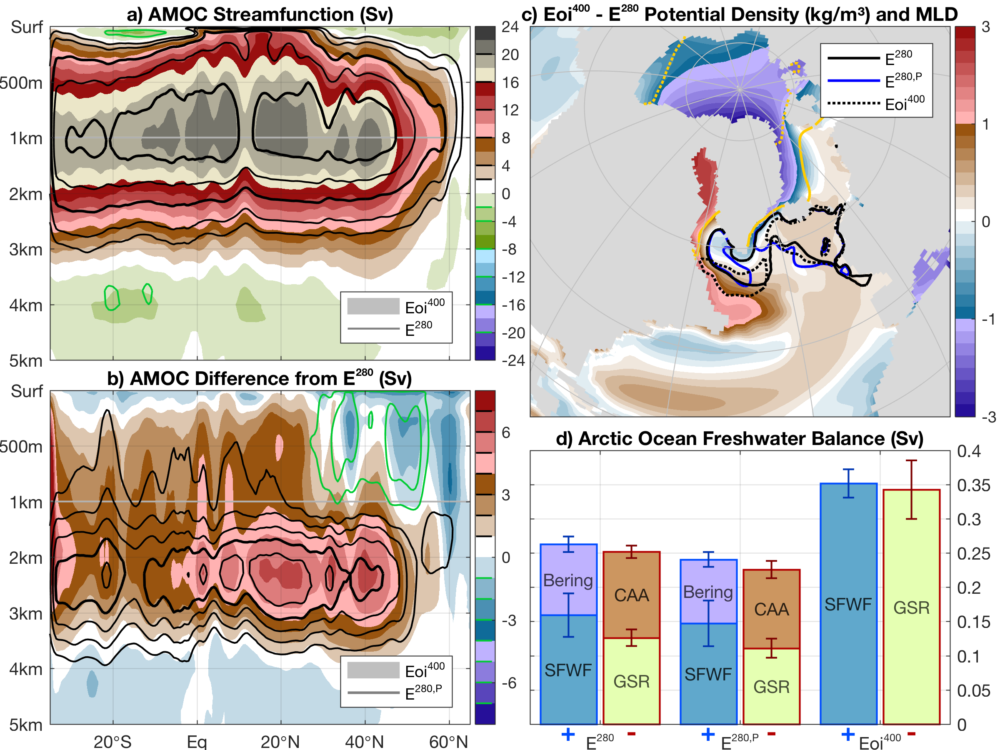 a) AMOC Streamfunction (Sv)
Surf
500m
1km
2km
3km
4km
5km
Eoi400
E280
24
20
16
12
8
4
0
-4
-8
-12
-16
-20
-24
b) AMOC Difference from E280 (Sv)
Surf
500m
1km
2km
3km
4km
5km
20°S
Eq
20°N
40°N
60°N
Eoi400
E280,P
6
3
0
-3
-6
c) Eoi400 - E280 Potential Density (kg/m³) and MLD
E280
E280,P
Eoi400
3
1
0
-1
-3
d) Arctic Ocean Freshwater Balance (Sv)
0.4
0.35
0.3
0.25
0.2
0.15
0.1
0.05
0
Bering
SFWF
CAA
GSR
Bering
SFWF
CAA
GSR
SFWF
GSR
+ E280 -
+ E280,P -
+ Eoi400 -